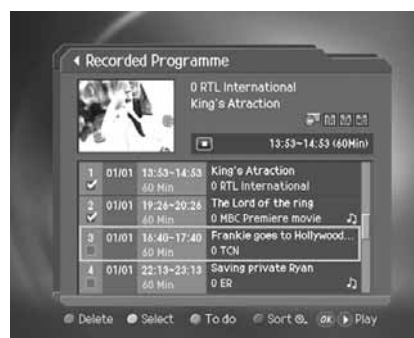 Recorded Programme
0 RTL International
King's Atraction
13:53~14:53 (60Min)
1 01/01 13:53~14:53 King's Atraction
60 Min 0 RTL International
2 01/01 19:26~20:26 The Lord of the ring
60 Min 0 MBC Premiere movie
3 01/01 16:40~17:40 Frankie goes to Hollywood...
60 Min 0 TCN
4 01/01 22:13~23:13 Saving private Ryan
60 Min 0 ER
Delete Select To do Sort OK Play